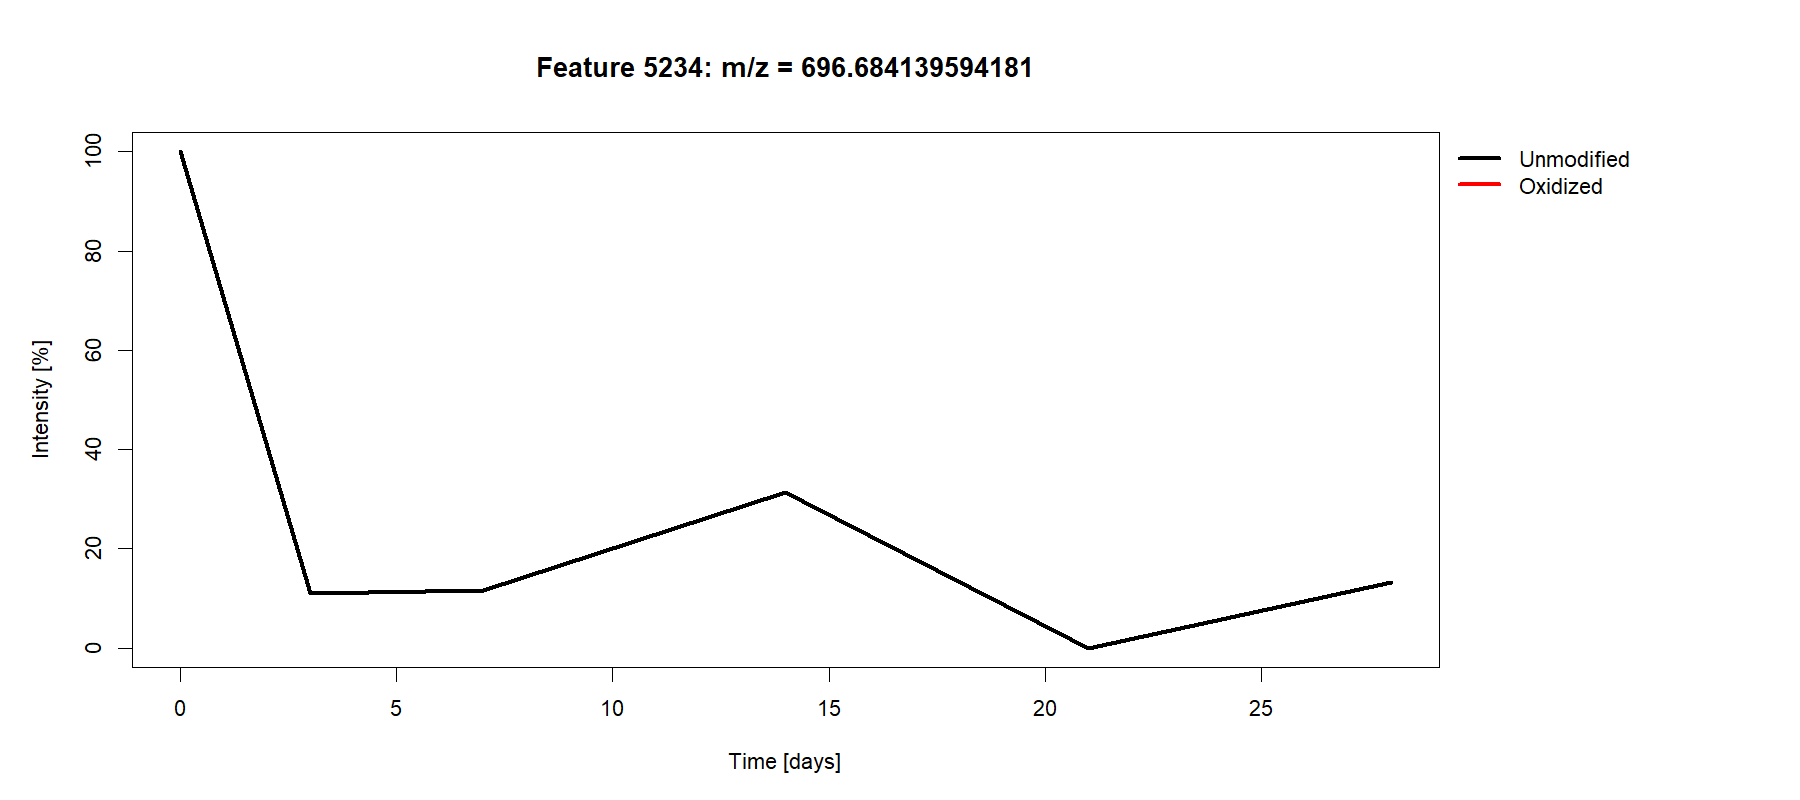 Feature 5234: m/z = 696.684139594181
Unmodified
Oxidized
Intensity [%]
100
80
60
40
20
0
0 5 10 15 20 25
Time [days]